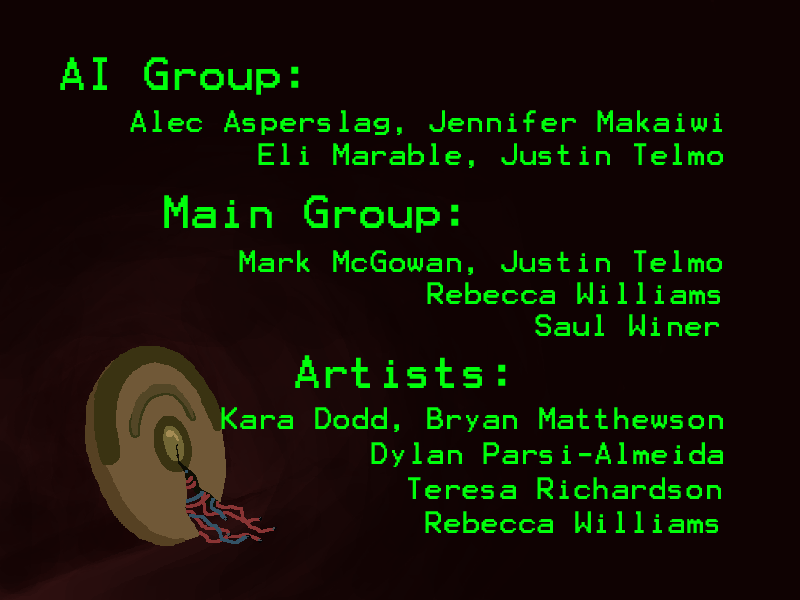 AI Group:
Alec Asperslag, Jennifer Makaiwi
Eli Marable, Justin Telmo
Main Group:
Mark McGowan, Justin Telmo
Rebecca Williams
Saul Winer
Artists:
Kara Dodd, Bryan Matthewson
Dylan Parsi-Almeida
Teresa Richardson
Rebecca Williams